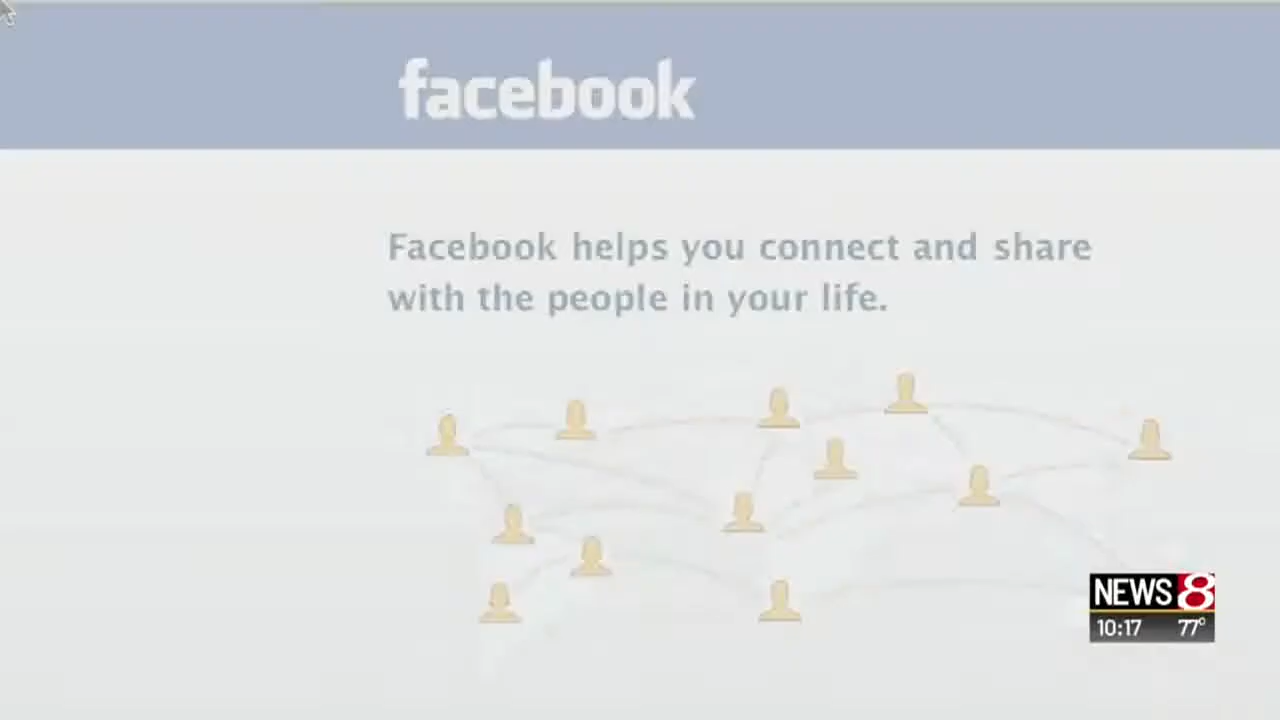 facebook
Facebook helps you connect and share
with the people in your life.
NEWS 8
10:17 77°